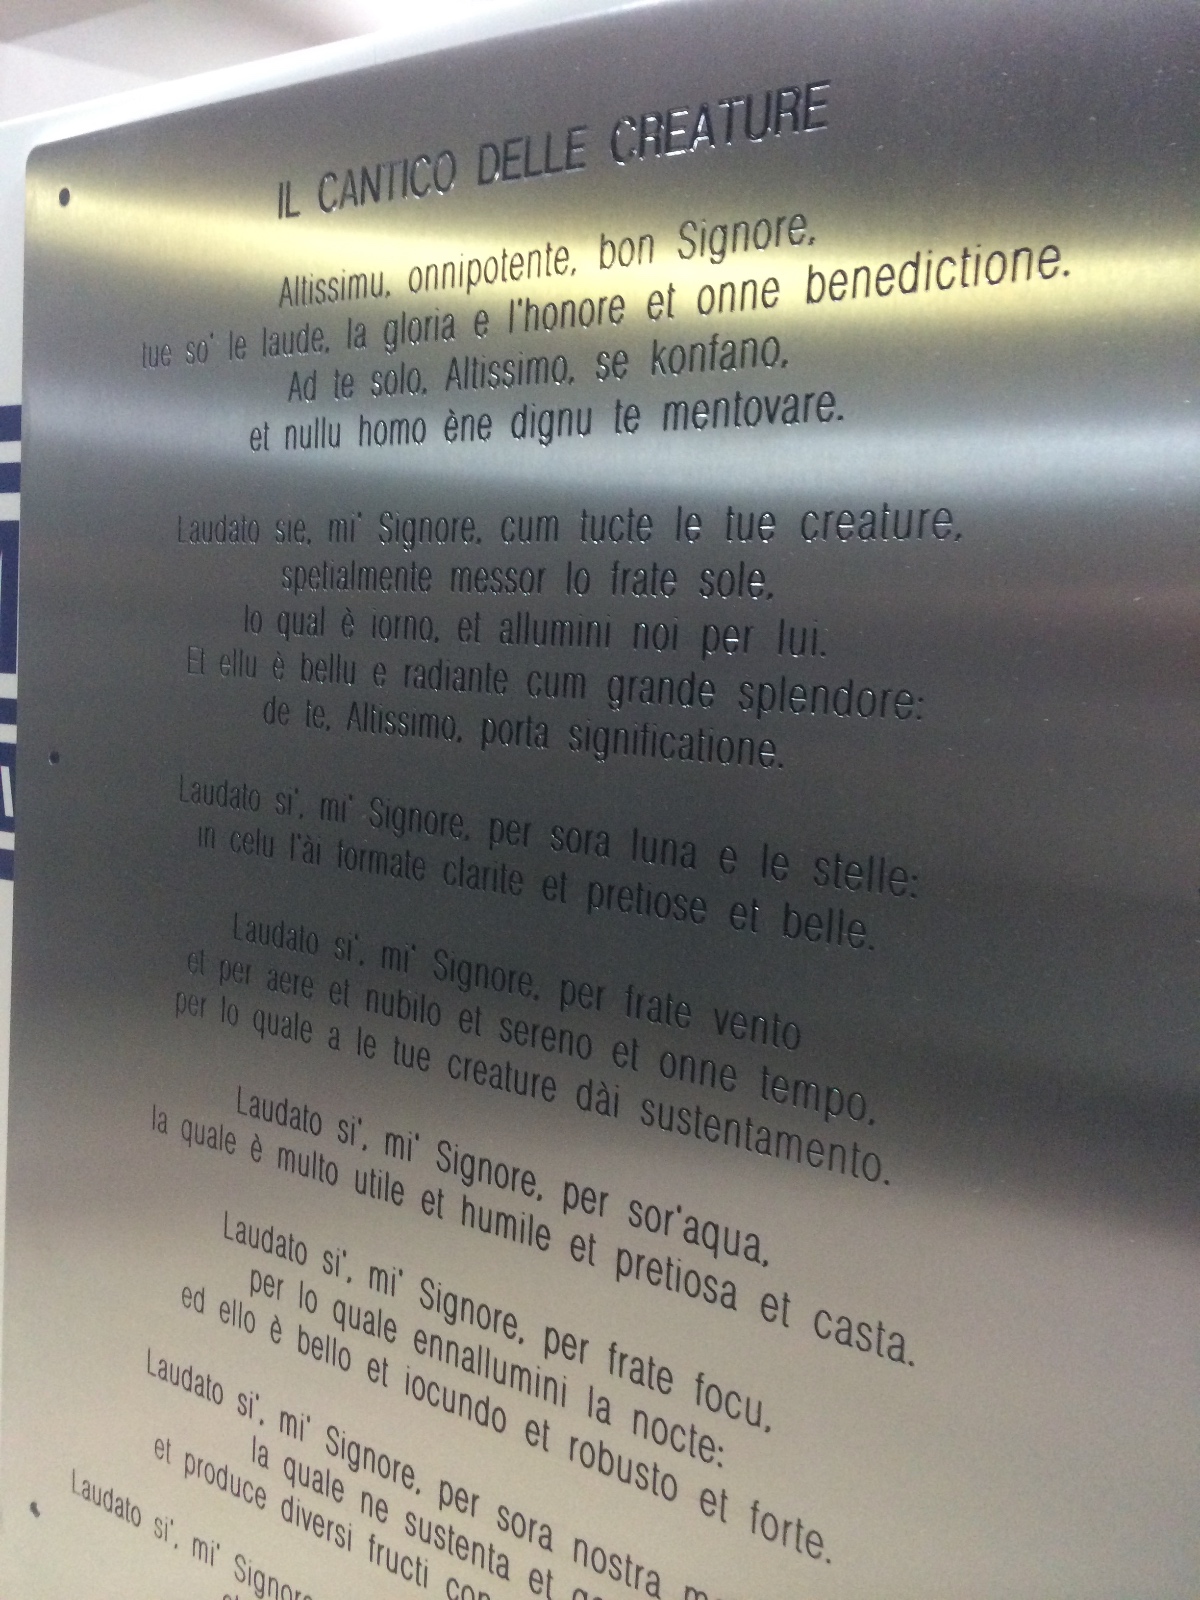 IL CANTICO DELLE CREATURE
Altissimu, onnipotente, bon Signore,
tue so' le laude, la gloria e l'honore et onne benedictione.
Ad te solo, Altissimo, se konfano,
et nullu homo ène dignu te mentovare.
Laudato sie, mi' Signore, cum tucte le tue creature,
spetialmente messor lo frate sole,
lo qual è iorno, et allumini noi per lui.
Et ellu è bellu e radiante cum grande splendore:
de te, Altissimo, porta significatione.
Laudato si', mi' Signore, per sora luna e le stelle:
in celu l'ài formate clarite et pretiose et belle.
Laudato si', mi' Signore, per frate vento
et per aere et nubilo et sereno et onne tempo,
per lo quale a le tue creature dài sustentamento.
Laudato si', mi' Signore, per sor'aqua,
la quale è multo utile et humile et pretiosa et casta.
Laudato si', mi' Signore, per frate focu,
per lo quale ennallumini la nocte:
ed ello è bello et iocundo et robusto et forte.
Laudato si', mi' Signore, per sora nostra
la quale ne sustenta et
et produce diversi fructi
Laudato si', mi'